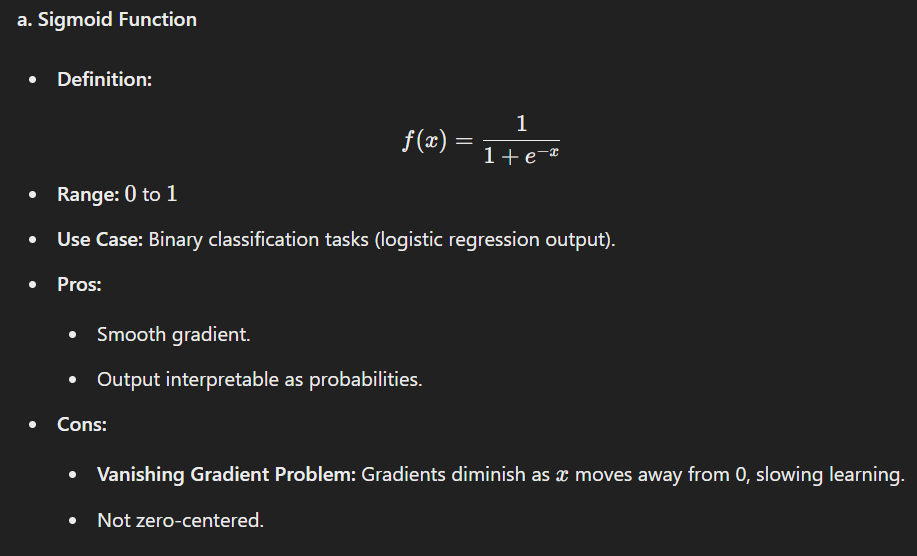 a. Sigmoid Function
• Definition:
f(x) = 1 / (1 + e^{-x})
• Range: 0 to 1
• Use Case: Binary classification tasks (logistic regression output).
• Pros:
• Smooth gradient.
• Output interpretable as probabilities.
• Cons:
• Vanishing Gradient Problem: Gradients diminish as x moves away from 0, slowing learning.
• Not zero-centered.